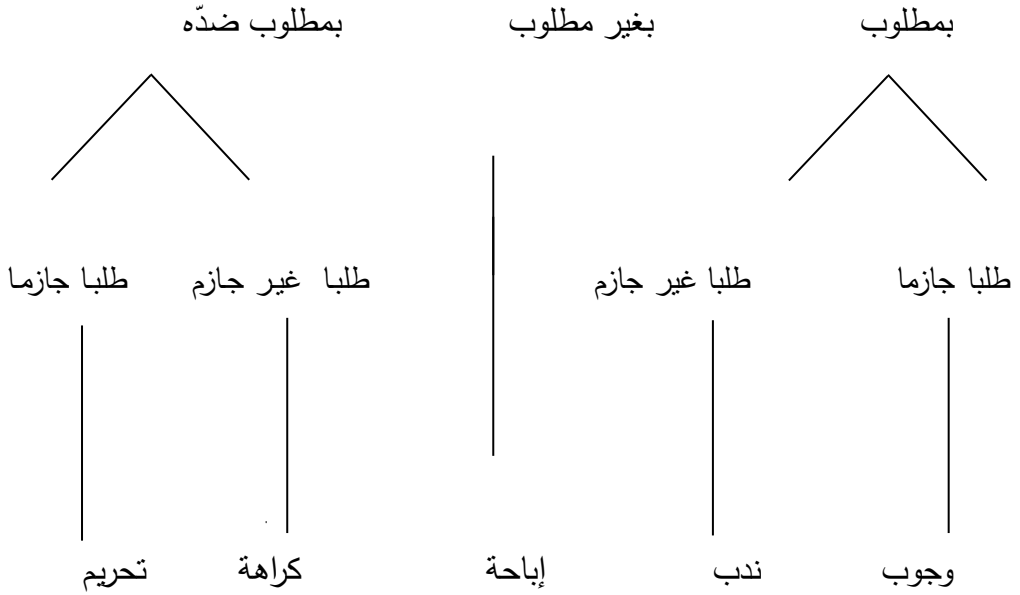 بمطلوب بغير مطلوب بمطلوب ضدّه
طلبا جازما طلبا غير جازم طلبا غير جازم طلبا جازما
وجوب ندب إباحة كراهة تحريم